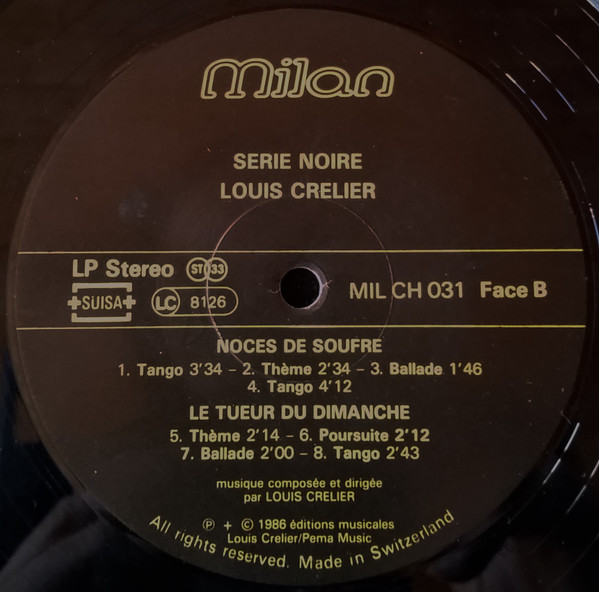 Milan
SERIE NOIRE
LOUIS CRELIER
LP Stereo ST 33
SUISA LC 8126
MIL CH 031 Face B
NOCES DE SOUFRE
1. Tango 3'34 – 2. Thème 2'34 – 3. Ballade 1'46
4. Tango 4'12
LE TUEUR DU DIMANCHE
5. Thème 2'14 – 6. Poursuite 2'12
7. Ballade 2'00 – 8. Tango 2'43
musique composée et dirigée
par LOUIS CRELIER
℗ + © 1986 éditions musicales
Louis Crelier/Pema Music
All rights reserved. Made in Switzerland